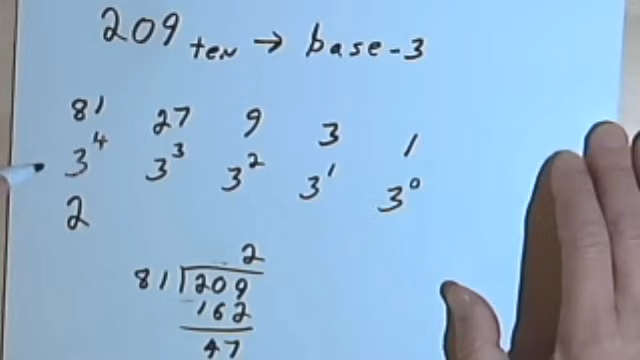 209 ten → base-3
81 27 9 3 1
3⁴ 3³ 3² 3¹ 3⁰
2
2
81 209
162
47